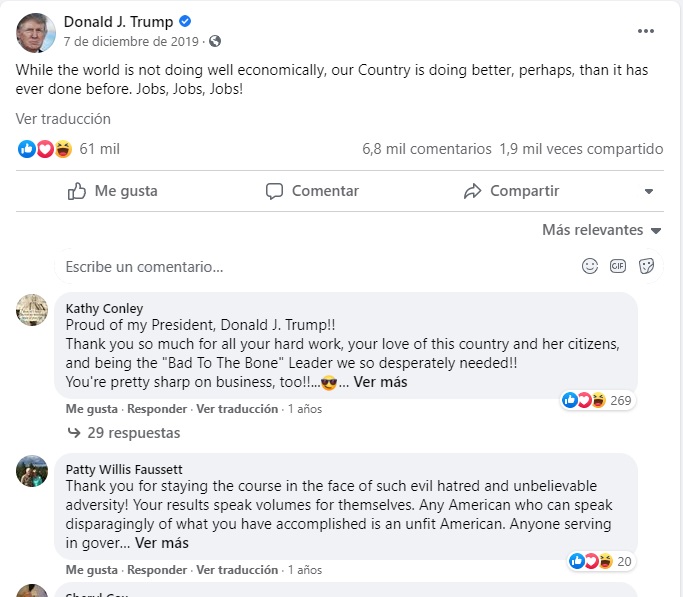 Donald J. Trump
7 de diciembre de 2019 ·
While the world is not doing well economically, our Country is doing better, perhaps, than it has
ever done before. Jobs, Jobs, Jobs!
Ver traducción
61 mil
6,8 mil comentarios 1,9 mil veces compartido
Me gusta
Comentar
Compartir
Más relevantes
Escribe un comentario...
GIF
Kathy Conley
Proud of my President, Donald J. Trump!!
Thank you so much for all your hard work, your love of this country and her citizens,
and being the "Bad To The Bone" Leader we so desperately needed!!
You're pretty sharp on business, too!!...😎... Ver más
269
Me gusta · Responder · Ver traducción · 1 años
29 respuestas
Patty Willis Faussett
Thank you for staying the course in the face of such evil hatred and unbelievable
adversity! Your results speak volumes for themselves. Any American who can speak
disparagingly of what you have accomplished is an unfit American. Anyone serving
in gover... Ver más
20
Me gusta · Responder · Ver traducción · 1 años